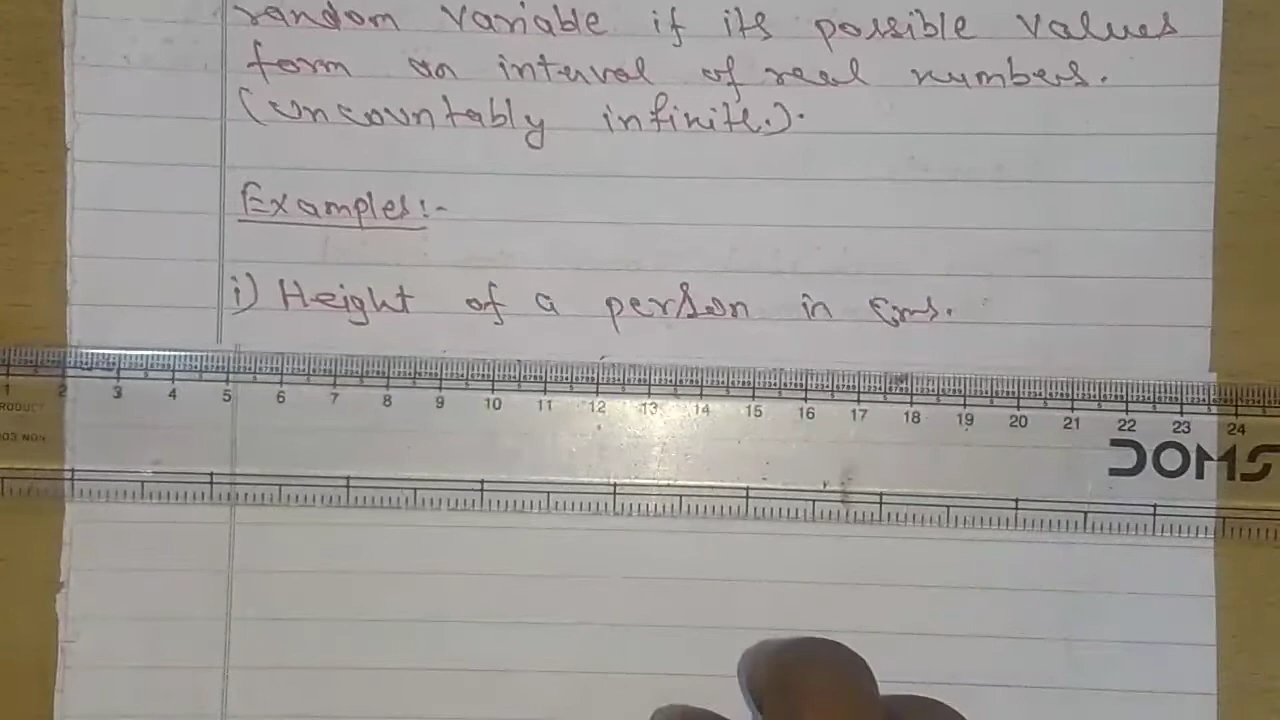 random variable if its possible values
form an interval of real numbers.
(uncountably infinite.).
Examples:-
i) Height of a person in cms.
1 2 3 4 5 6 7 8 9 10 11 12 13 14 15 16 17 18 19 20 21 22 23 24
DOMS